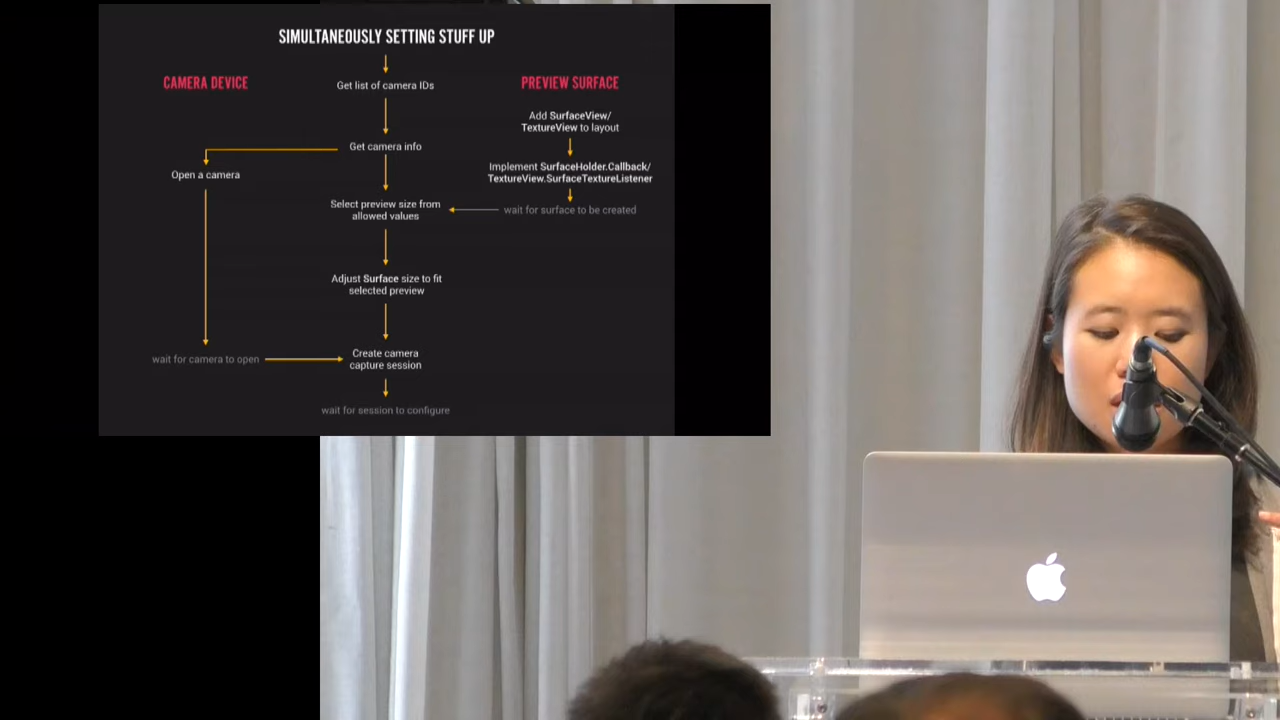 SIMULTANEOUSLY SETTING STUFF UP
CAMERA DEVICE
Get list of camera IDs
PREVIEW SURFACE
Add SurfaceView/
TextureView to layout
Get camera info
Open a camera
Implement SurfaceHolder.Callback/
TextureView.SurfaceTextureListener
Select preview size from
allowed values
wait for surface to be created
Adjust Surface size to fit
selected preview
wait for camera to open
Create camera
capture session
wait for session to configure